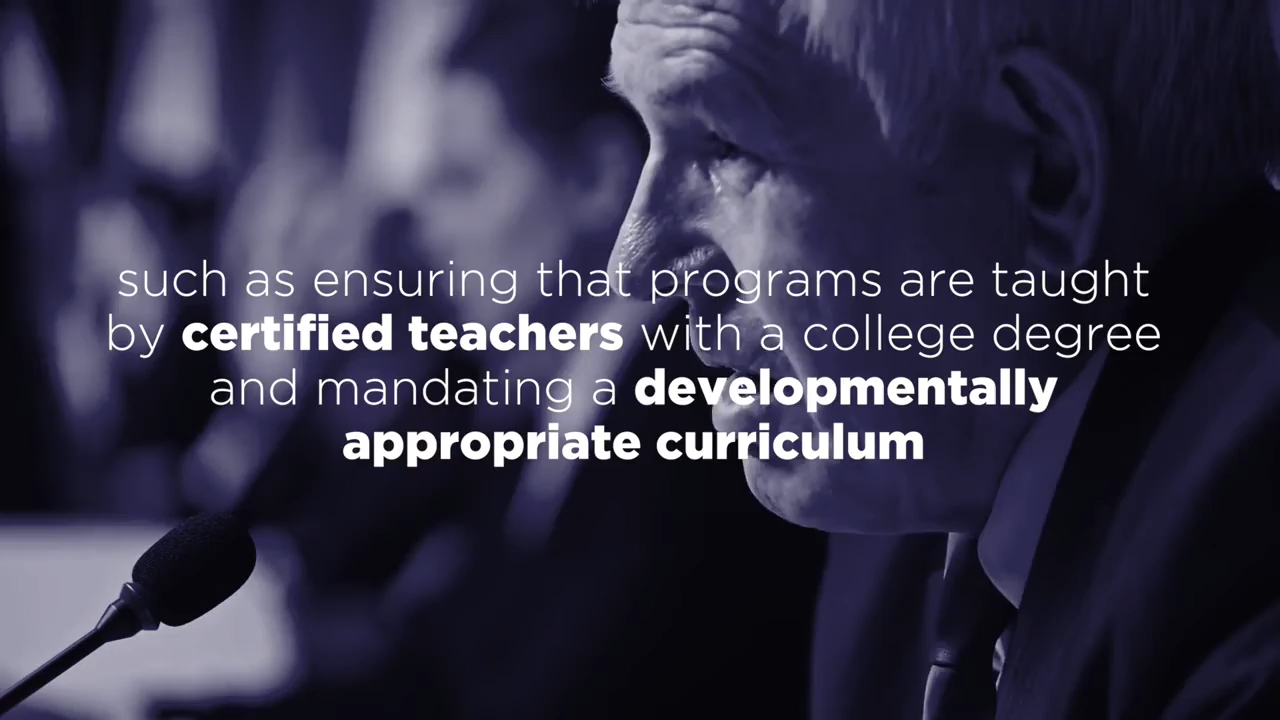 such as ensuring that programs are taught
by certified teachers with a college degree
and mandating a developmentally
appropriate curriculum